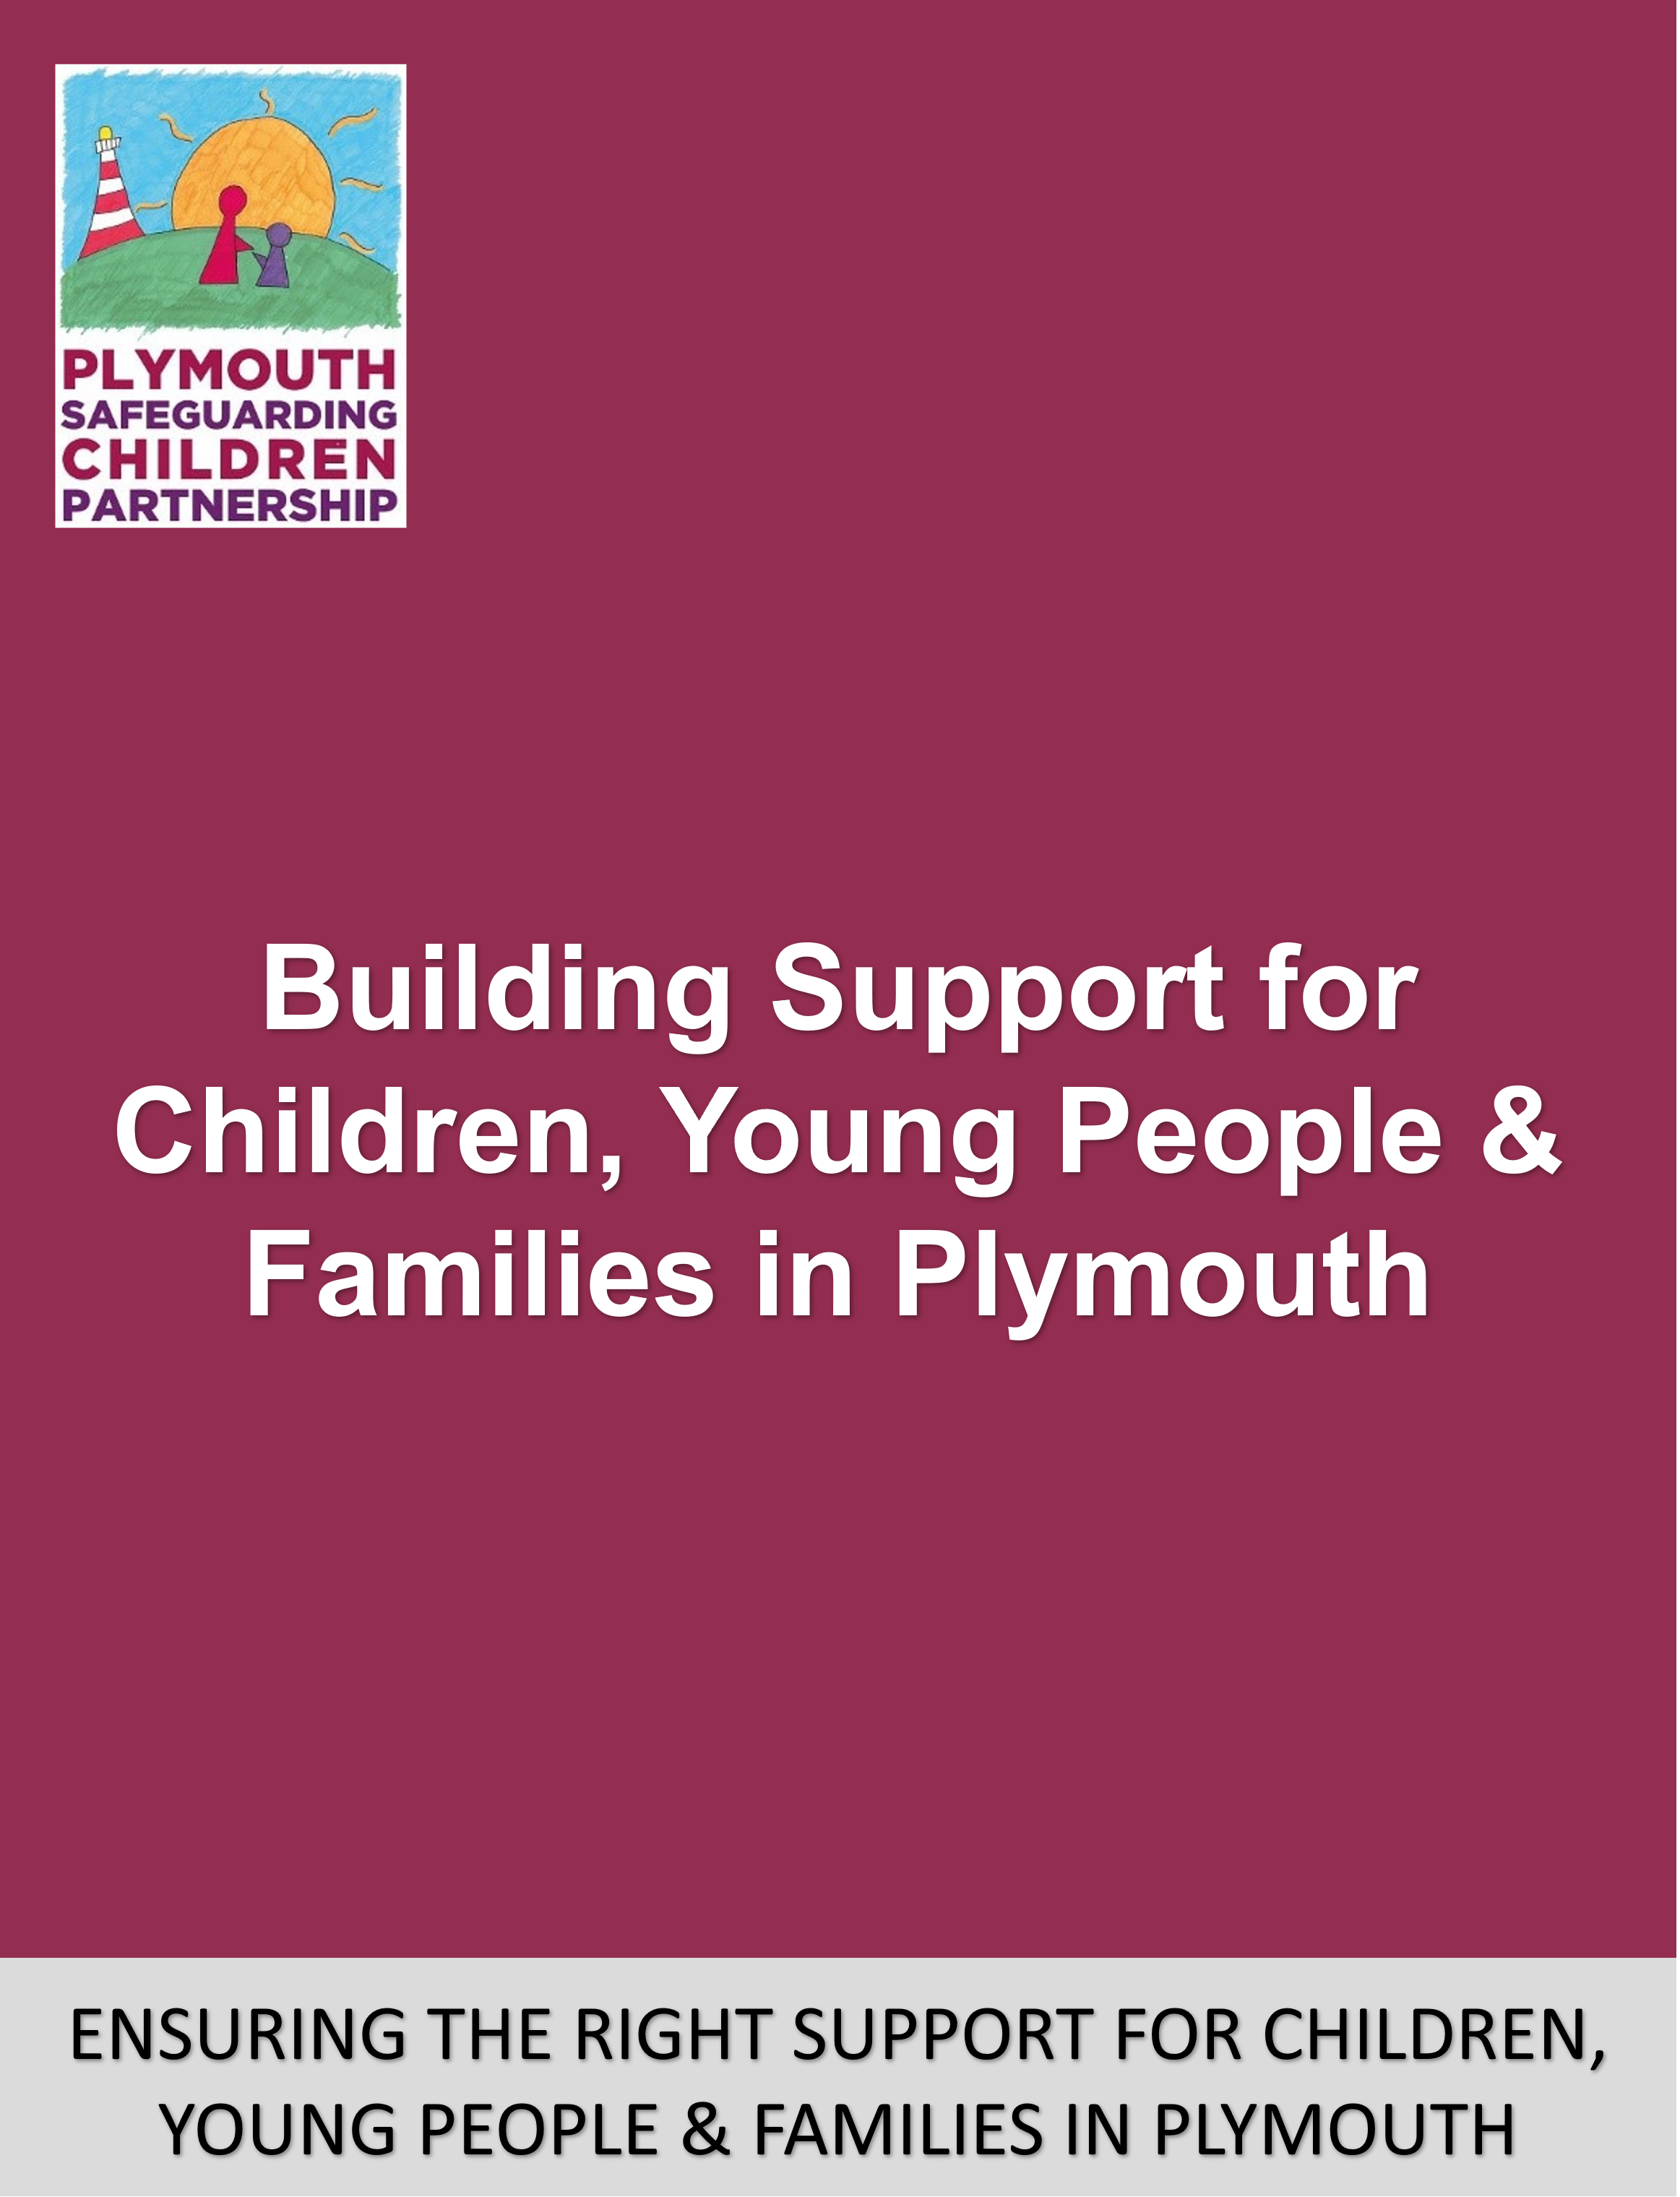 PLYMOUTH
SAFEGUARDING
CHILDREN
PARTNERSHIP
Building Support for
Children, Young People &
Families in Plymouth
ENSURING THE RIGHT SUPPORT FOR CHILDREN,
YOUNG PEOPLE & FAMILIES IN PLYMOUTH